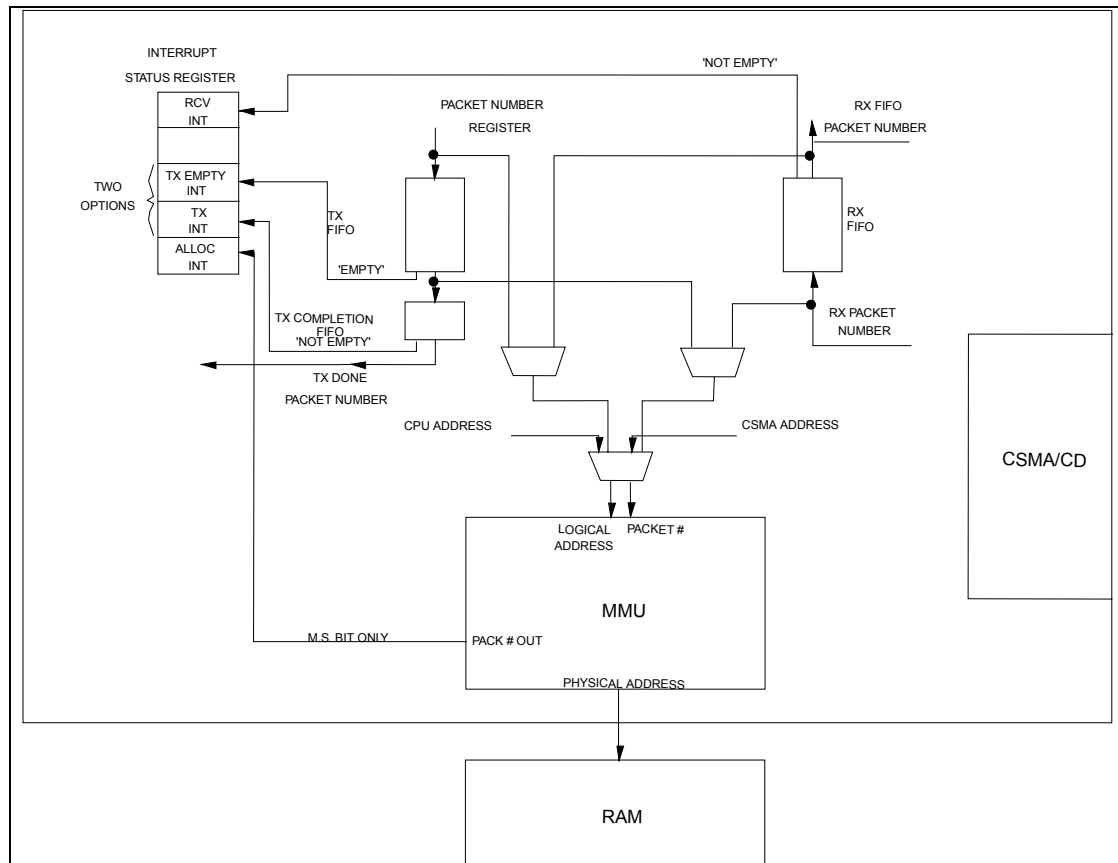 INTERRUPT
STATUS REGISTER
RCV
INT
TX EMPTY
INT
TX
INT
ALLOC
INT
TWO
OPTIONS
'NOT EMPTY'
PACKET NUMBER
REGISTER
RX FIFO
PACKET NUMBER
TX
FIFO
RX
FIFO
'EMPTY'
TX COMPLETION
FIFO
'NOT EMPTY'
TX DONE
PACKET NUMBER
RX PACKET
NUMBER
CPU ADDRESS
CSMA ADDRESS
CSMA/CD
LOGICAL
ADDRESS
PACKET #
MMU
M.S. BIT ONLY
PACK # OUT
PHYSICAL ADDRESS
RAM